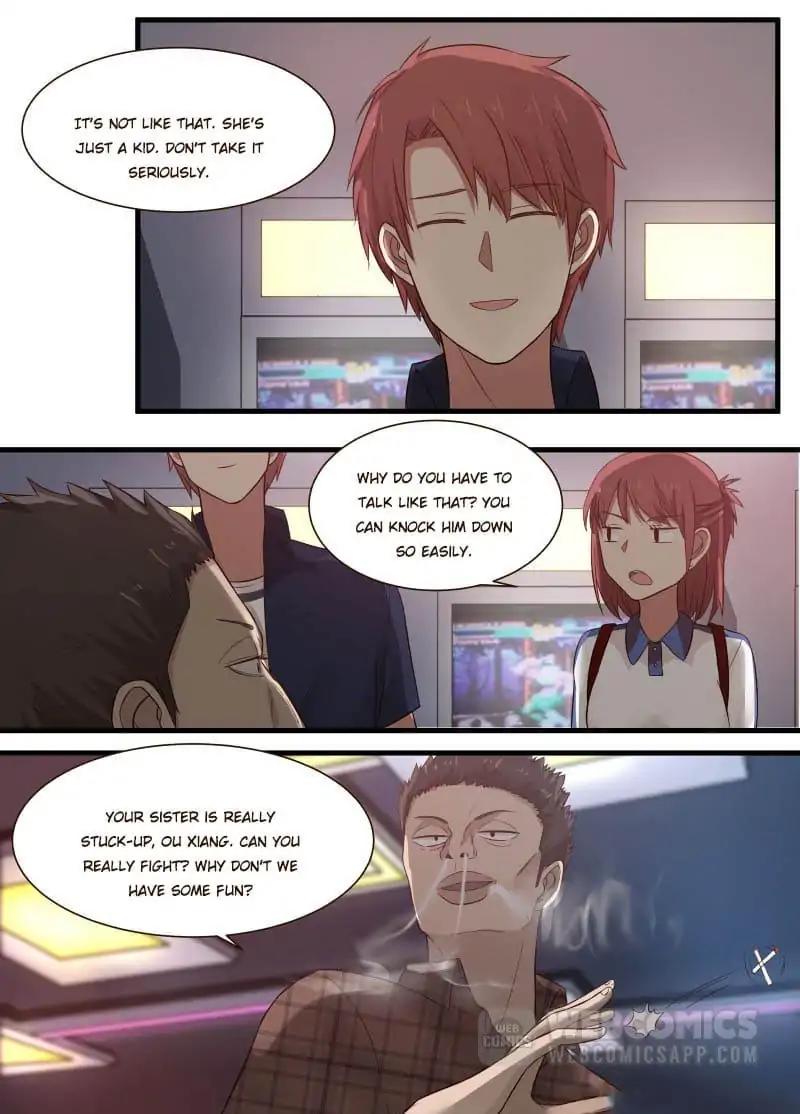 IT'S NOT LIKE THAT. SHE'S
JUST A KID. DON'T TAKE IT
SERIOUSLY.
WHY DO YOU HAVE TO
TALK LIKE THAT? YOU
CAN KNOCK HIM DOWN
SO EASILY.
YOUR SISTER IS REALLY
STUCK-UP, OU XIANG. CAN YOU
REALLY FIGHT? WHY DON'T WE
HAVE SOME FUN?
WEB
COMICS
WEBCOMICS
WEBCOMICSAPP.COM